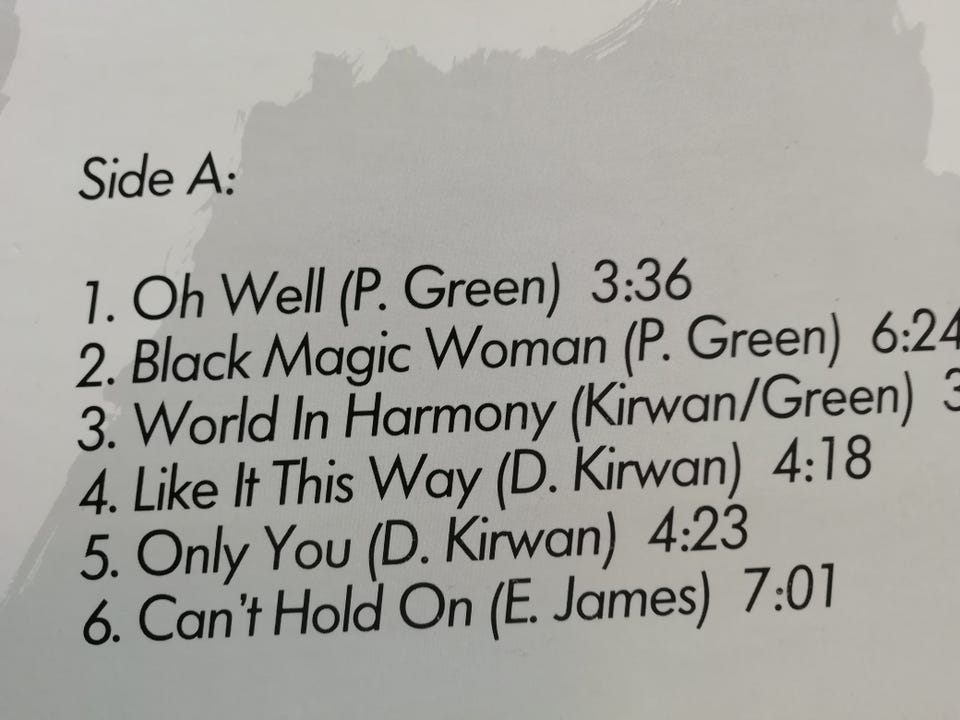 Side A:
1. Oh Well (P. Green) 3:36
2. Black Magic Woman (P. Green) 6:24
3. World In Harmony (Kirwan/Green) 3
4. Like It This Way (D. Kirwan) 4:18
5. Only You (D. Kirwan) 4:23
6. Can't Hold On (E. James) 7:01